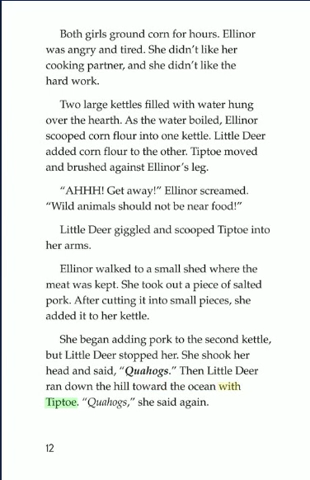 Both girls ground corn for hours. Ellinor
was angry and tired. She didn't like her
cooking partner, and she didn't like the
hard work.
Two large kettles filled with water hung
over the hearth. As the water boiled, Ellinor
scooped corn flour into one kettle. Little Deer
added corn flour to the other. Tiptoe moved
and brushed against Ellinor's leg.
"AHHH! Get away!" Ellinor screamed.
"Wild animals should not be near food!"
Little Deer giggled and scooped Tiptoe into
her arms.
Ellinor walked to a small shed where the
meat was kept. She took out a piece of salted
pork. After cutting it into small pieces, she
added it to her kettle.
She began adding pork to the second kettle,
but Little Deer stopped her. She shook her
head and said, "Quahogs." Then Little Deer
ran down the hill toward the ocean with
Tiptoe. "Quahogs," she said again.
12